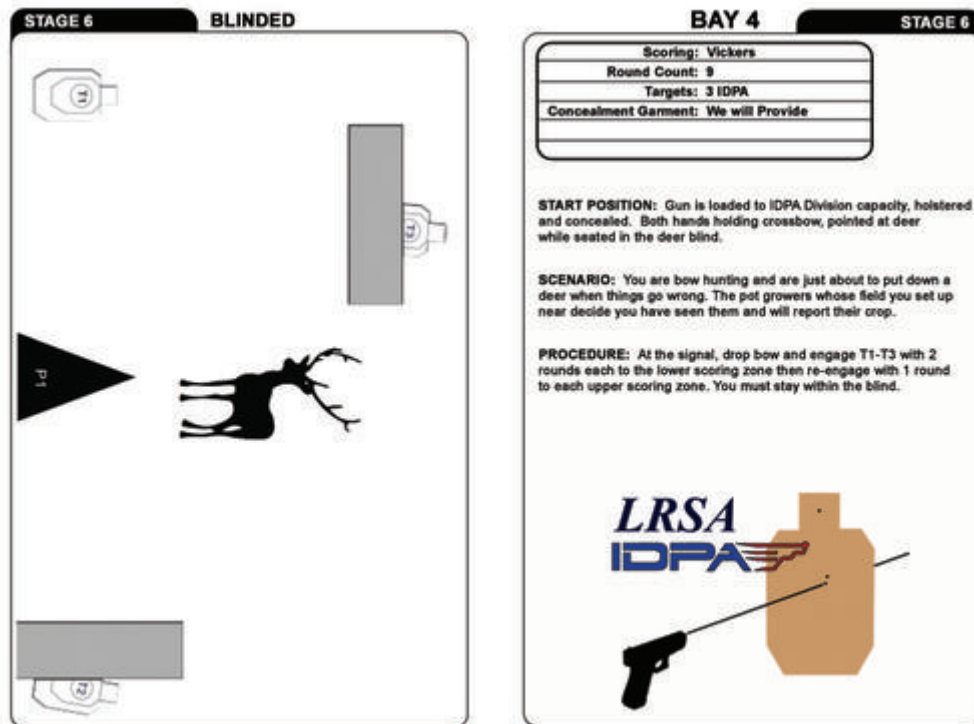 STAGE 6
BLINDED
T1
T3
P1
T2
BAY 4
STAGE 6
Scoring: Vickers
Round Count: 9
Targets: 3 IDPA
Concealment Garment: We will Provide
START POSITION: Gun is loaded to IDPA Division capacity, holstered
and concealed. Both hands holding crossbow, pointed at deer
while seated in the deer blind.
SCENARIO: You are bow hunting and are just about to put down a
deer when things go wrong. The pot growers whose field you set up
near decide you have seen them and will report their crop.
PROCEDURE: At the signal, drop bow and engage T1-T3 with 2
rounds each to the lower scoring zone then re-engage with 1 round
to each upper scoring zone. You must stay within the blind.
LRSA
IDPA